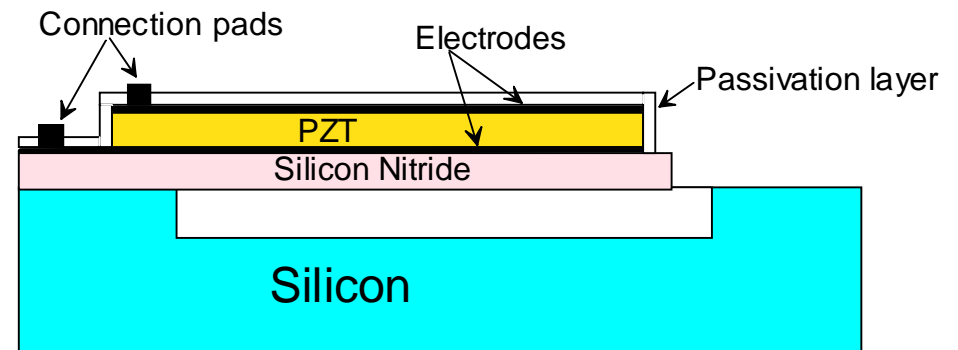 Connection pads
Electrodes
Passivation layer
PZT
Silicon Nitride
Silicon